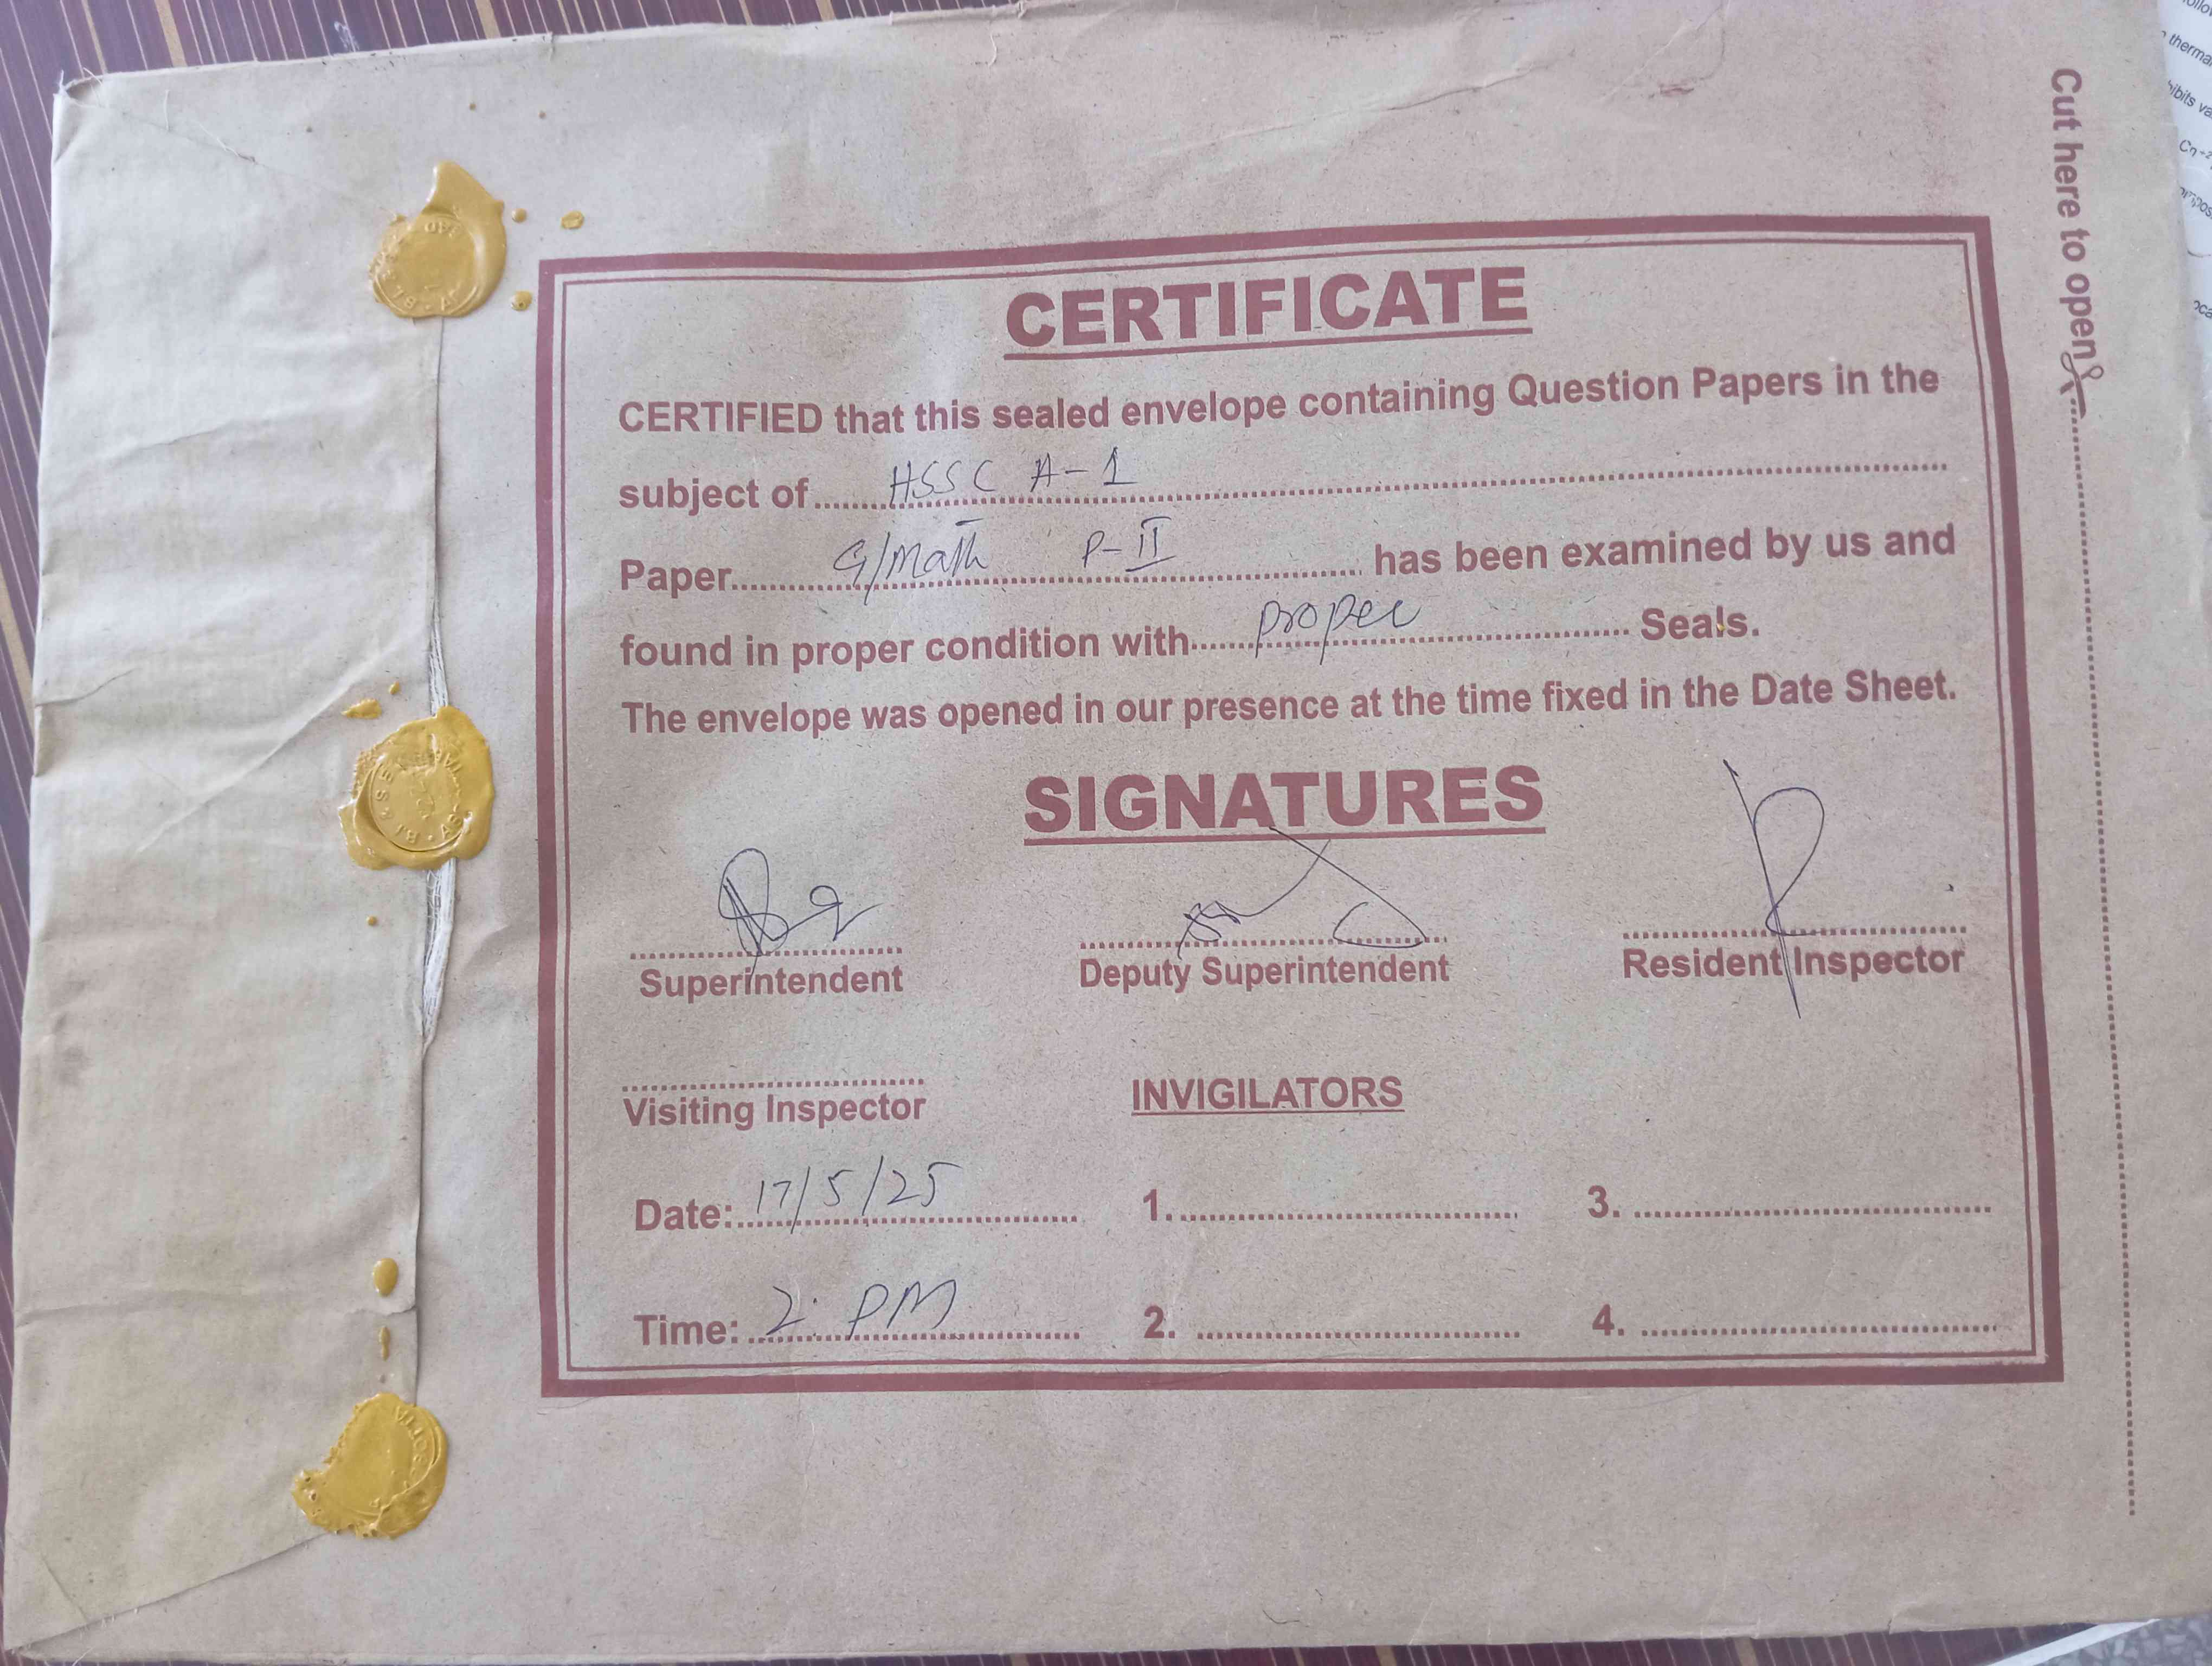 CERTIFICATE
CERTIFIED that this sealed envelope containing Question Papers in the
subject of HSSC A-1
Paper G/Math P-II has been examined by us and
found in proper condition with proper Seals.
The envelope was opened in our presence at the time fixed in the Date Sheet.
SIGNATURES
Superintendent Deputy Superintendent Resident Inspector
Visiting Inspector INVIGILATORS
Date: 17/5/25 1. 3.
Time: 2: PM 2. 4.
Cut here to open